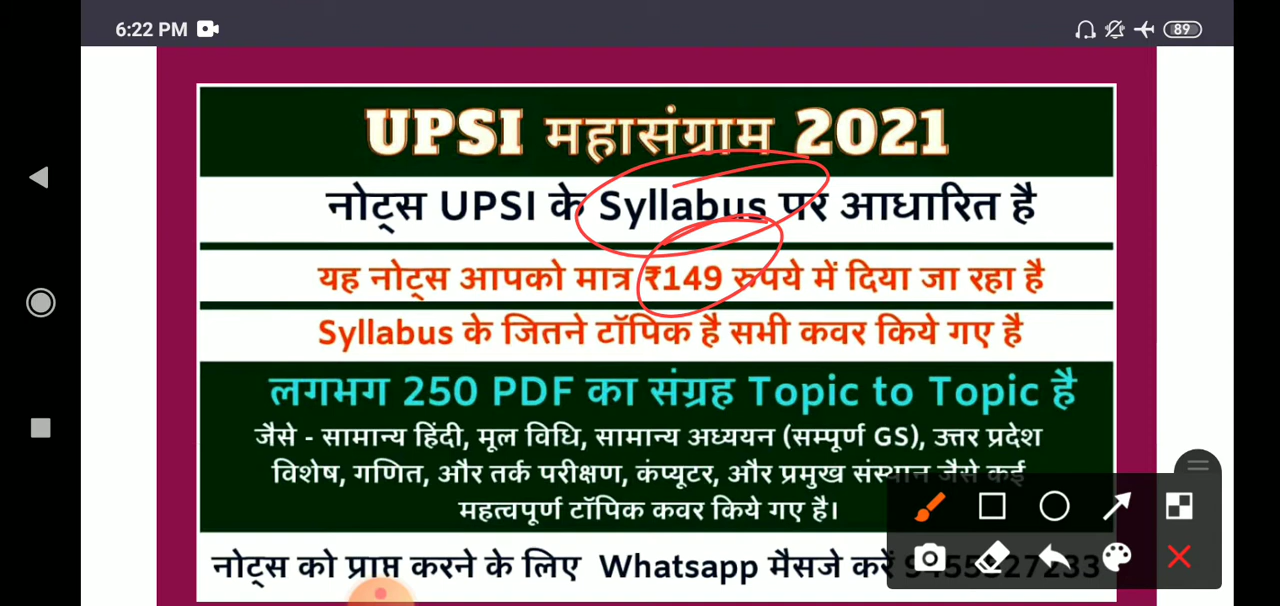 6:22 PM
89
UPSI महासंग्राम 2021
नोट्स UPSI के Syllabus पर आधारित है
यह नोट्स आपको मात्र ₹149 रुपये में दिया जा रहा है
Syllabus के जितने टॉपिक है सभी कवर किये गए है
लगभग 250 PDF का संग्रह Topic to Topic है
जैसे - सामान्य हिंदी, मूल विधि, सामान्य अध्ययन (सम्पूर्ण GS), उत्तर प्रदेश
विशेष, गणित, और तर्क परीक्षण, कंप्यूटर, और प्रमुख संस्थान जैसे कई
महत्वपूर्ण टॉपिक कवर किये गए है।
नोट्स को प्राप्त करने के लिए Whatsapp मैसजे करें